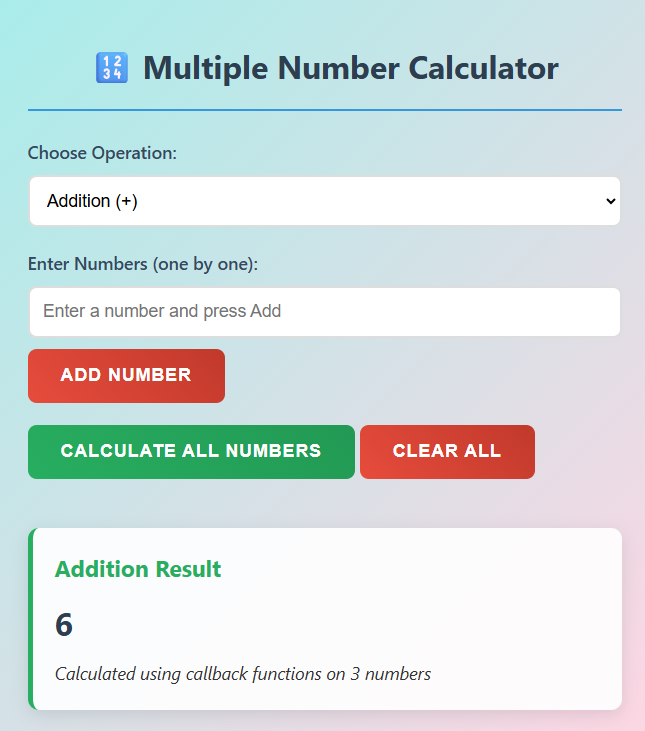 🔢 Multiple Number Calculator
Choose Operation:
Addition (+)
Enter Numbers (one by one):
Enter a number and press Add
ADD NUMBER
CALCULATE ALL NUMBERS CLEAR ALL
Addition Result
6
Calculated using callback functions on 3 numbers